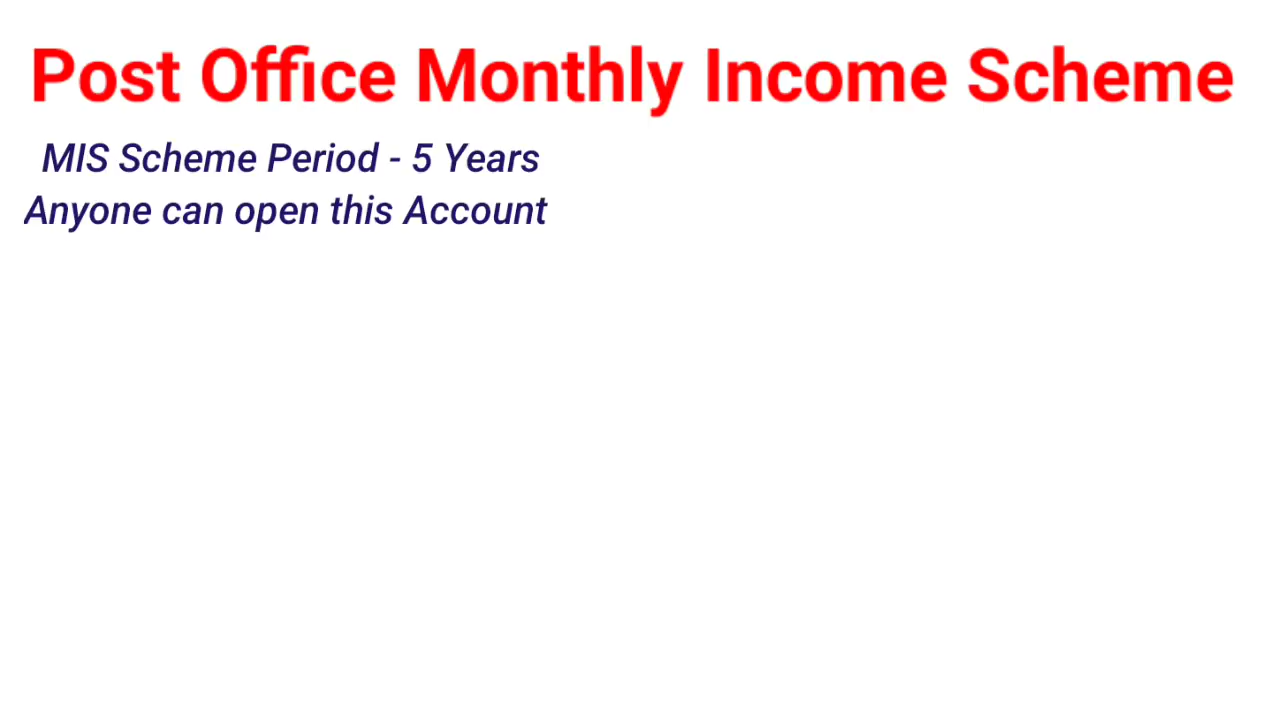 Post Office Monthly Income Scheme
MIS Scheme Period - 5 Years
Anyone can open this Account